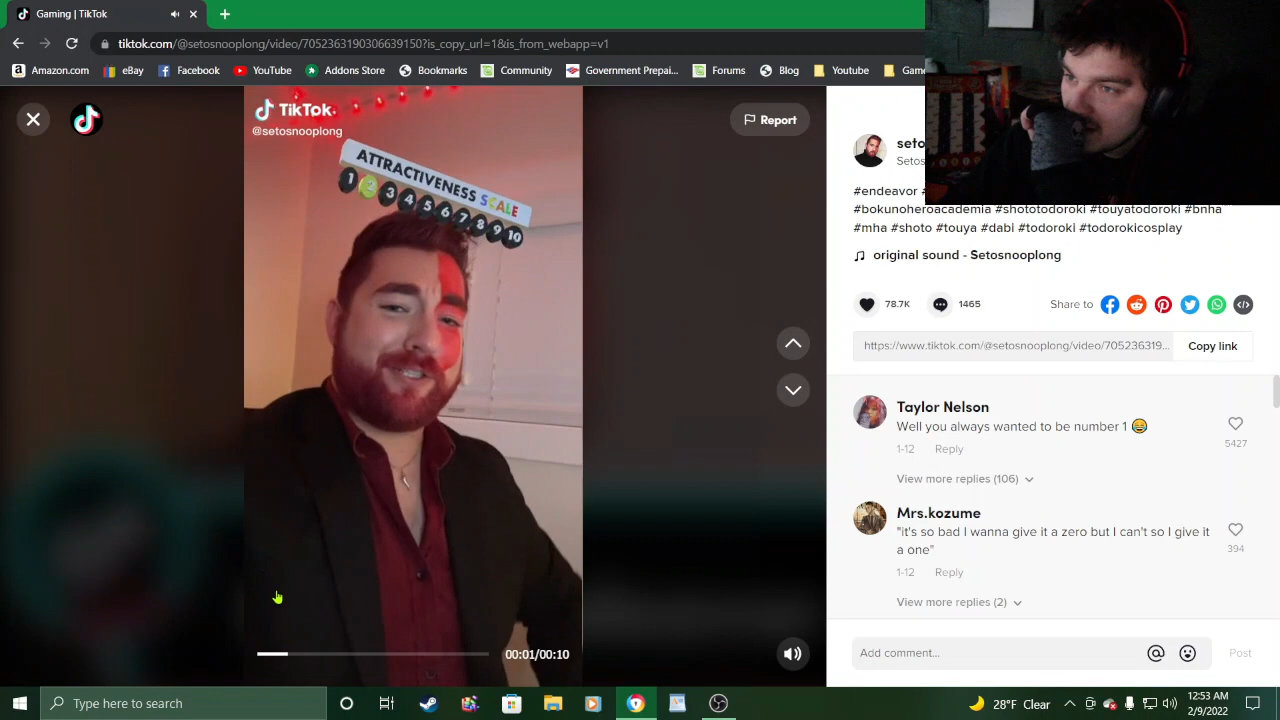 Gaming | TikTok
tiktok.com/@setosnooplong/video/7052363190306639150?is_copy_url=1&is_from_webapp=v1
Amazon.com eBay Facebook YouTube Addons Store Bookmarks Community Government Prepai... Forums Blog Youtube
TikTok
@setosnooplong
Report
ATTRACTIVENESS SCALE
1 2 3 4 5 6 7 8 9 10
00:01/00:10
#endeavor
#bokunoheroacademia #shototodoroki #touyatodoroki #bnha
#mha #shoto #touya #dabi #todoroki #todorokicosplay
original sound - Setosnooplong
78.7K 1465 Share to
https://www.tiktok.com/@setosnooplong/video/705236319... Copy link
Taylor Nelson
Well you always wanted to be number 1 😂
5427
1-12 Reply
View more replies (106)
Mrs.kozume
"it's so bad I wanna give it a zero but I can't so I give it
a one"
394
1-12 Reply
View more replies (2)
Add comment... Post
Type here to search
28°F Clear
12:53 AM
2/9/2022